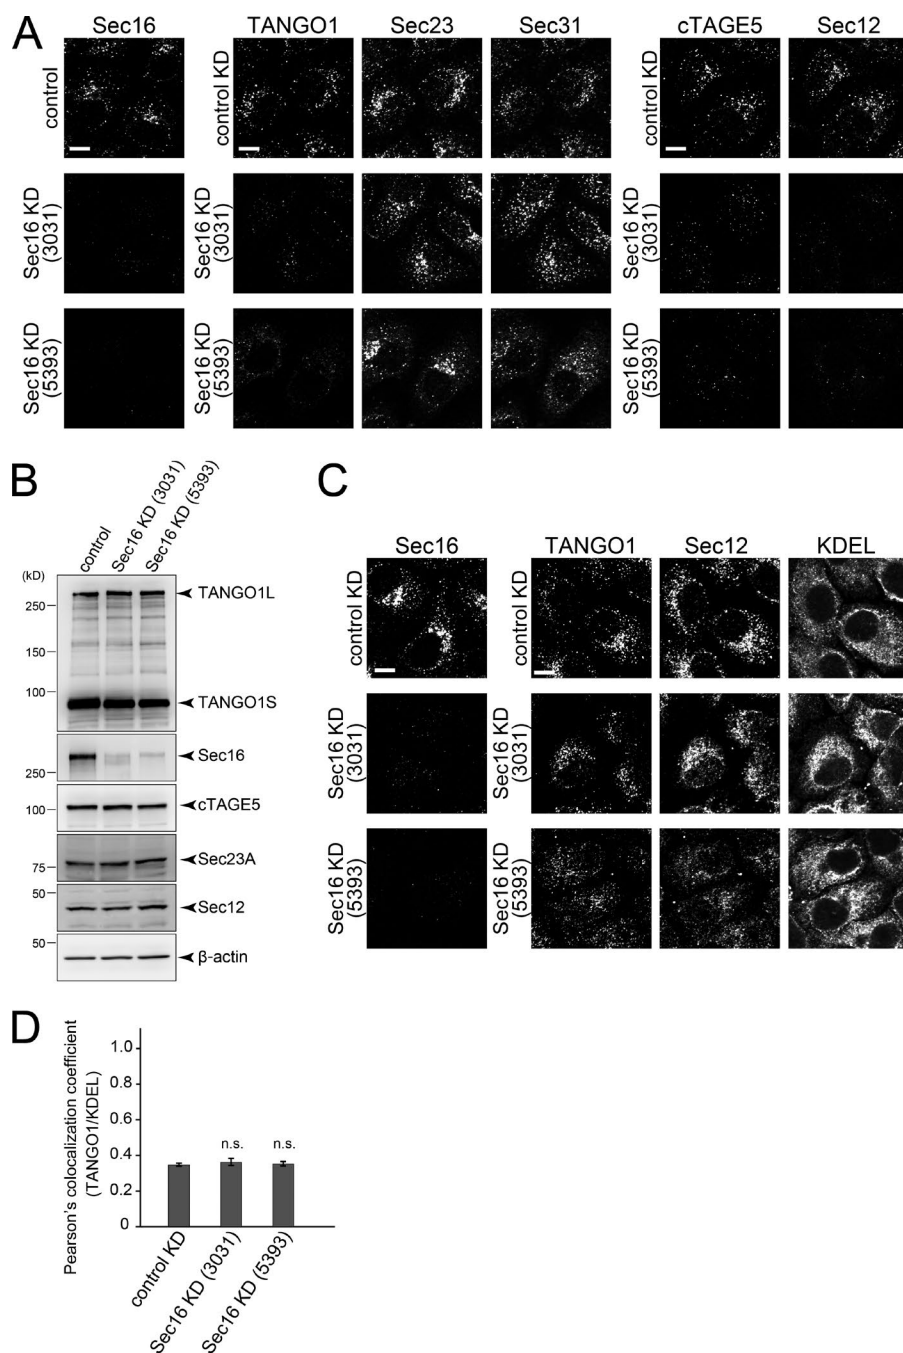 A
Sec16
TANGO1
Sec23
Sec31
cTAGE5
Sec12
control
control KD
control KD
Sec16 KD
(3031)
Sec16 KD
(3031)
Sec16 KD
(3031)
Sec16 KD
(5393)
Sec16 KD
(5393)
Sec16 KD
(5393)
B
control
Sec16 KD (3031)
Sec16 KD (5393)
(kD)
250
150
100
TANGO1L
TANGO1S
250
Sec16
100
cTAGE5
75
Sec23A
50
Sec12
50
β-actin
C
Sec16
TANGO1
Sec12
KDEL
control KD
control KD
Sec16 KD
(3031)
Sec16 KD
(3031)
Sec16 KD
(5393)
Sec16 KD
(5393)
D
Pearson's colocalization coefficient
(TANGO1/KDEL)
1.0
0.8
0.6
0.4
0.2
0
n.s.
n.s.
control KD
Sec16 KD (3031)
Sec16 KD (5393)